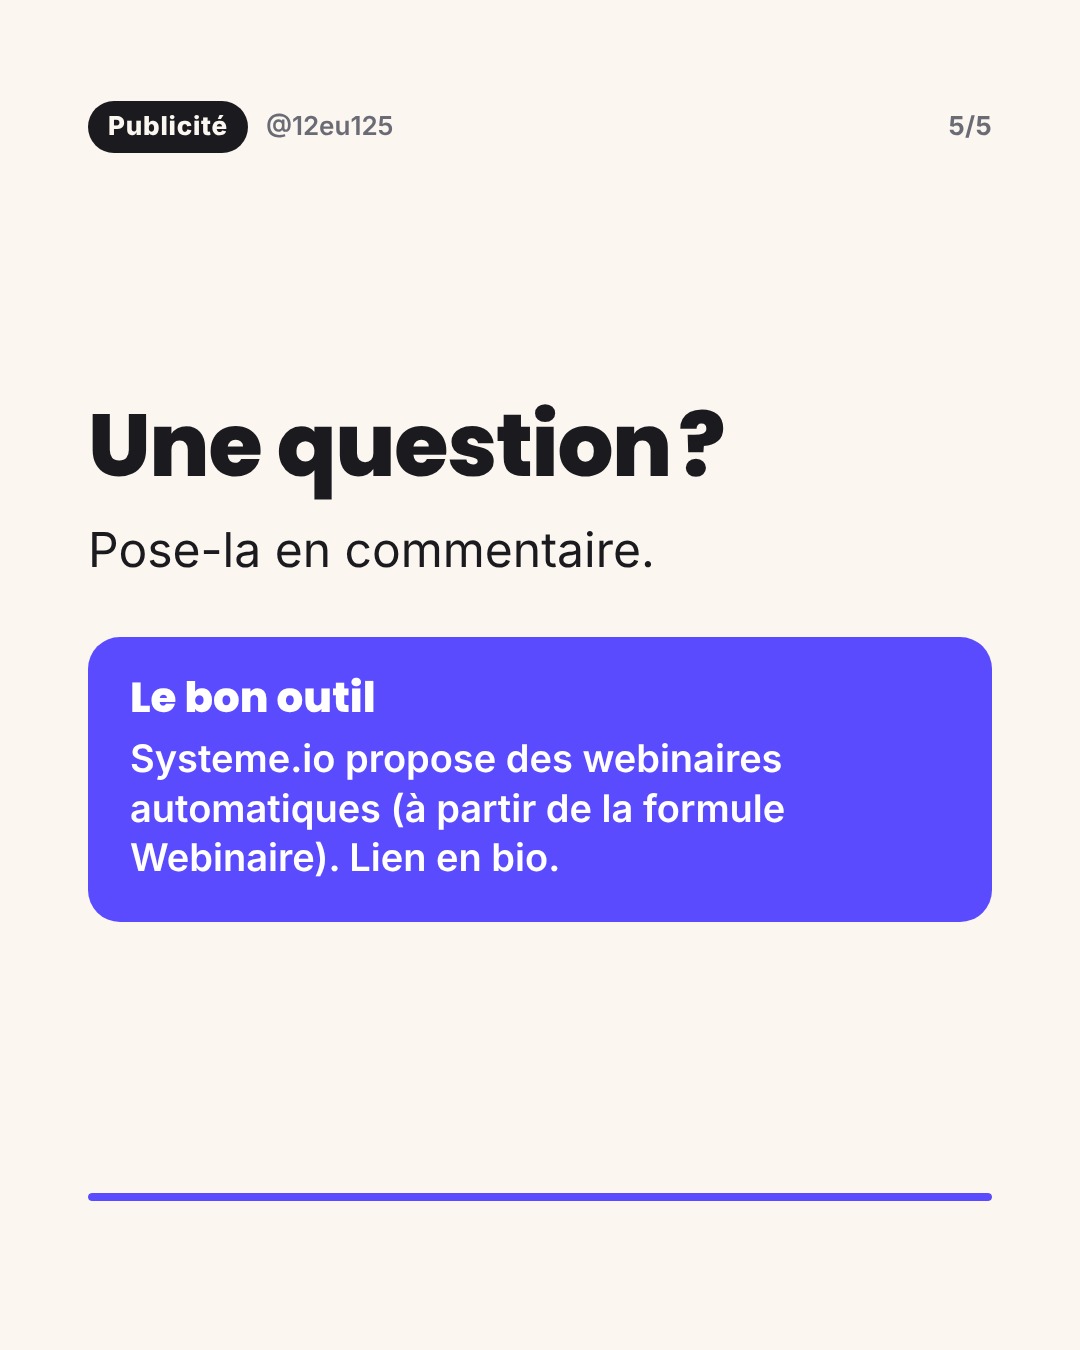 Publicité @12eu125 5/5
Une question ?
Pose-la en commentaire.
Le bon outil
Systeme.io propose des webinaires
automatiques (à partir de la formule
Webinaire). Lien en bio.